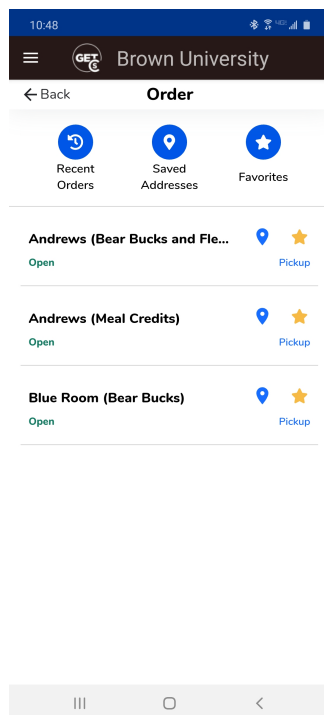 10:48
GET
Brown University
Back
Order
Recent
Orders
Saved
Addresses
Favorites
Andrews (Bear Bucks and Fle...
Open
Pickup
Andrews (Meal Credits)
Open
Pickup
Blue Room (Bear Bucks)
Open
Pickup